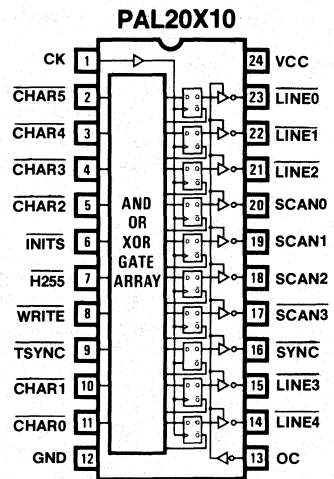 PAL20X10
CK 1 24 VCC
CHAR5 2 23 LINE0
CHAR4 3 22 LINE1
CHAR3 4 21 LINE2
CHAR2 5 20 SCAN0
INITS 6 19 SCAN1
H255 7 18 SCAN2
WRITE 8 17 SCAN3
TSYNC 9 16 SYNC
CHAR1 10 15 LINE3
CHAR0 11 14 LINE4
GND 12 13 OC
AND
OR
XOR
GATE
ARRAY